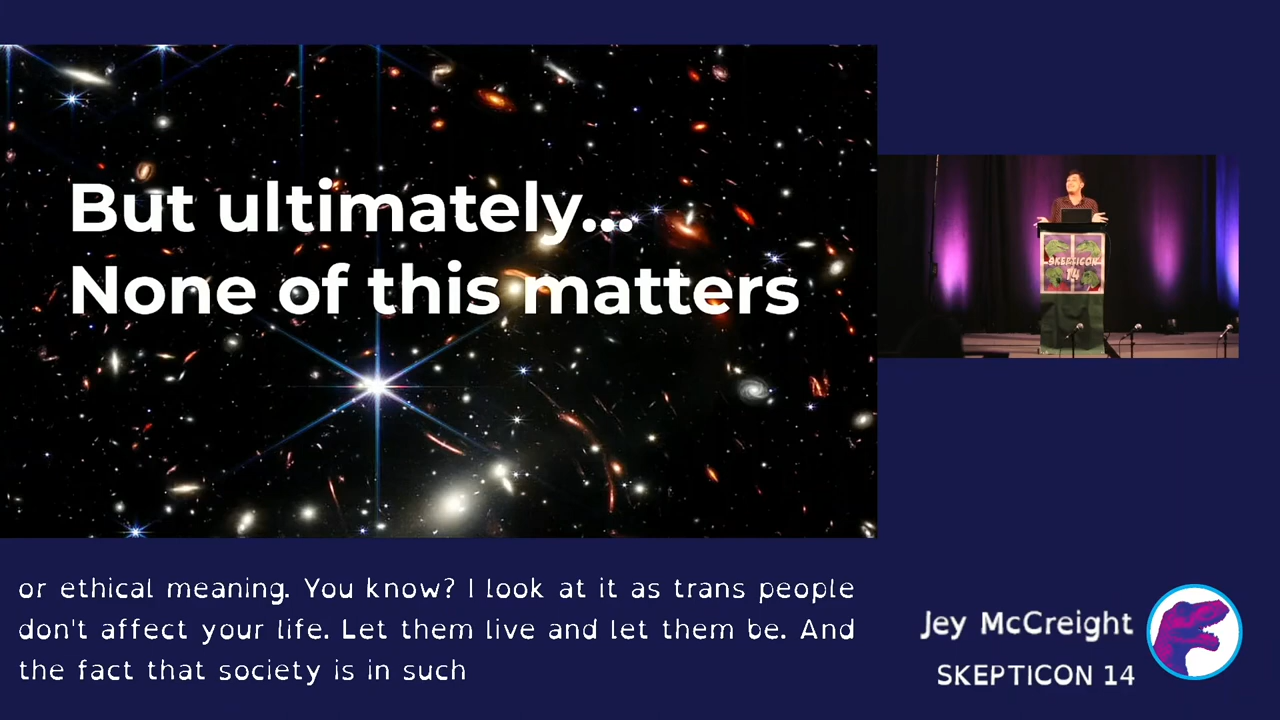 But ultimately...
None of this matters
SKEPTICON
14
or ethical meaning. You know? I look at it as trans people
don't affect your life. Let them live and let them be. And
the fact that society is in such
Jey McCreight
SKEPTICON 14